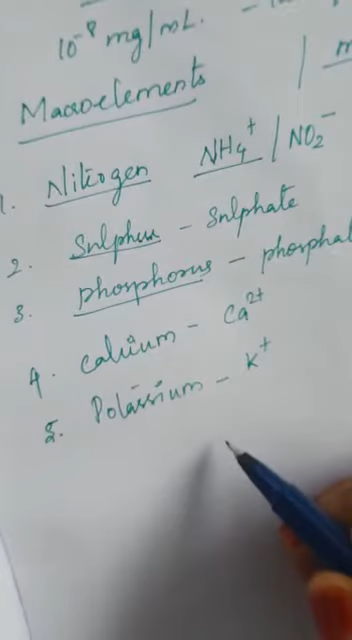 10⁻⁸ mg/mL.
Macroelements
1. Nitrogen NH₄⁺ / NO₂⁻
2. Sulphur - Sulphate
3. phosphorus - phosphat
4. calcium - Ca²⁺
5. Potassium - K⁺